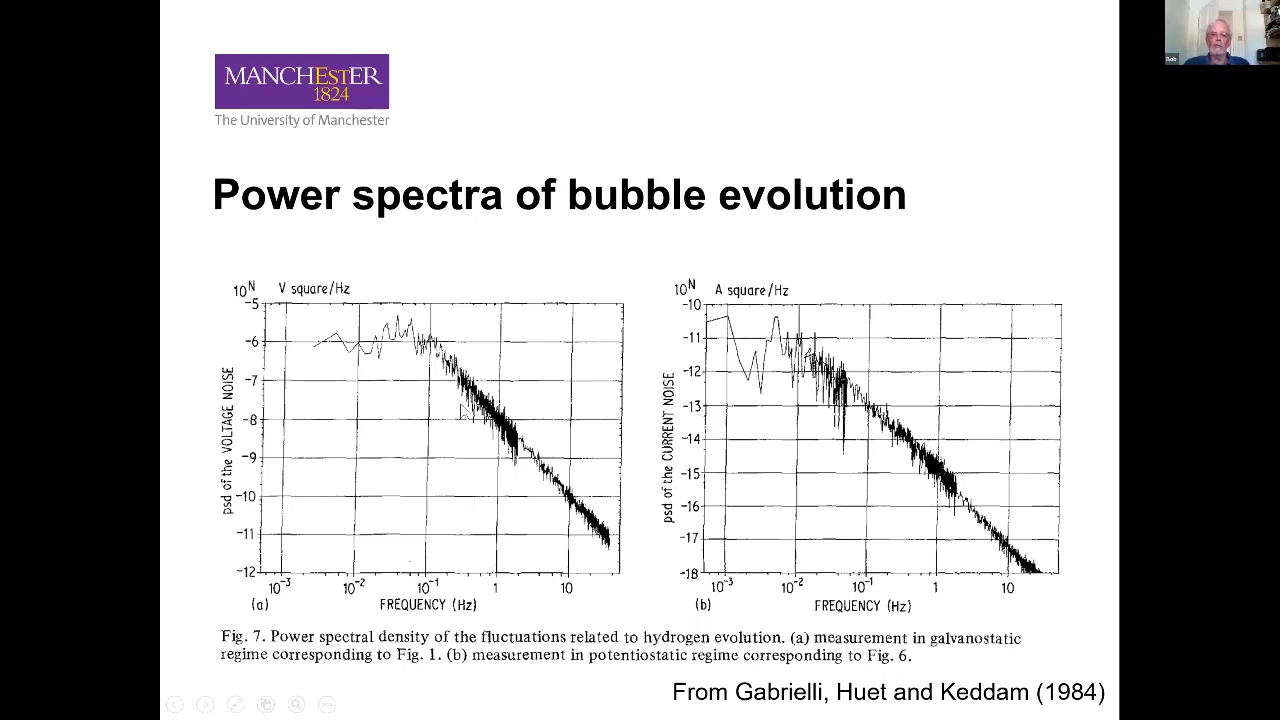 MANCHESTER
1824
The University of Manchester
Bob
Power spectra of bubble evolution
10N V square/Hz
-5
-6
-7
-8
-9
-10
-11
-12
psd of the VOLTAGE NOISE
10-3 10-2 10-1 1 10
(a) FREQUENCY (Hz)
10N A square/Hz
-10
-11
-12
-13
-14
-15
-16
-17
-18
psd of the CURRENT NOISE
10-3 10-2 10-1 1 10
(b) FREQUENCY (Hz)
Fig. 7. Power spectral density of the fluctuations related to hydrogen evolution. (a) measurement in galvanostatic
regime corresponding to Fig. 1. (b) measurement in potentiostatic regime corresponding to Fig. 6.
From Gabrielli, Huet and Keddam (1984)